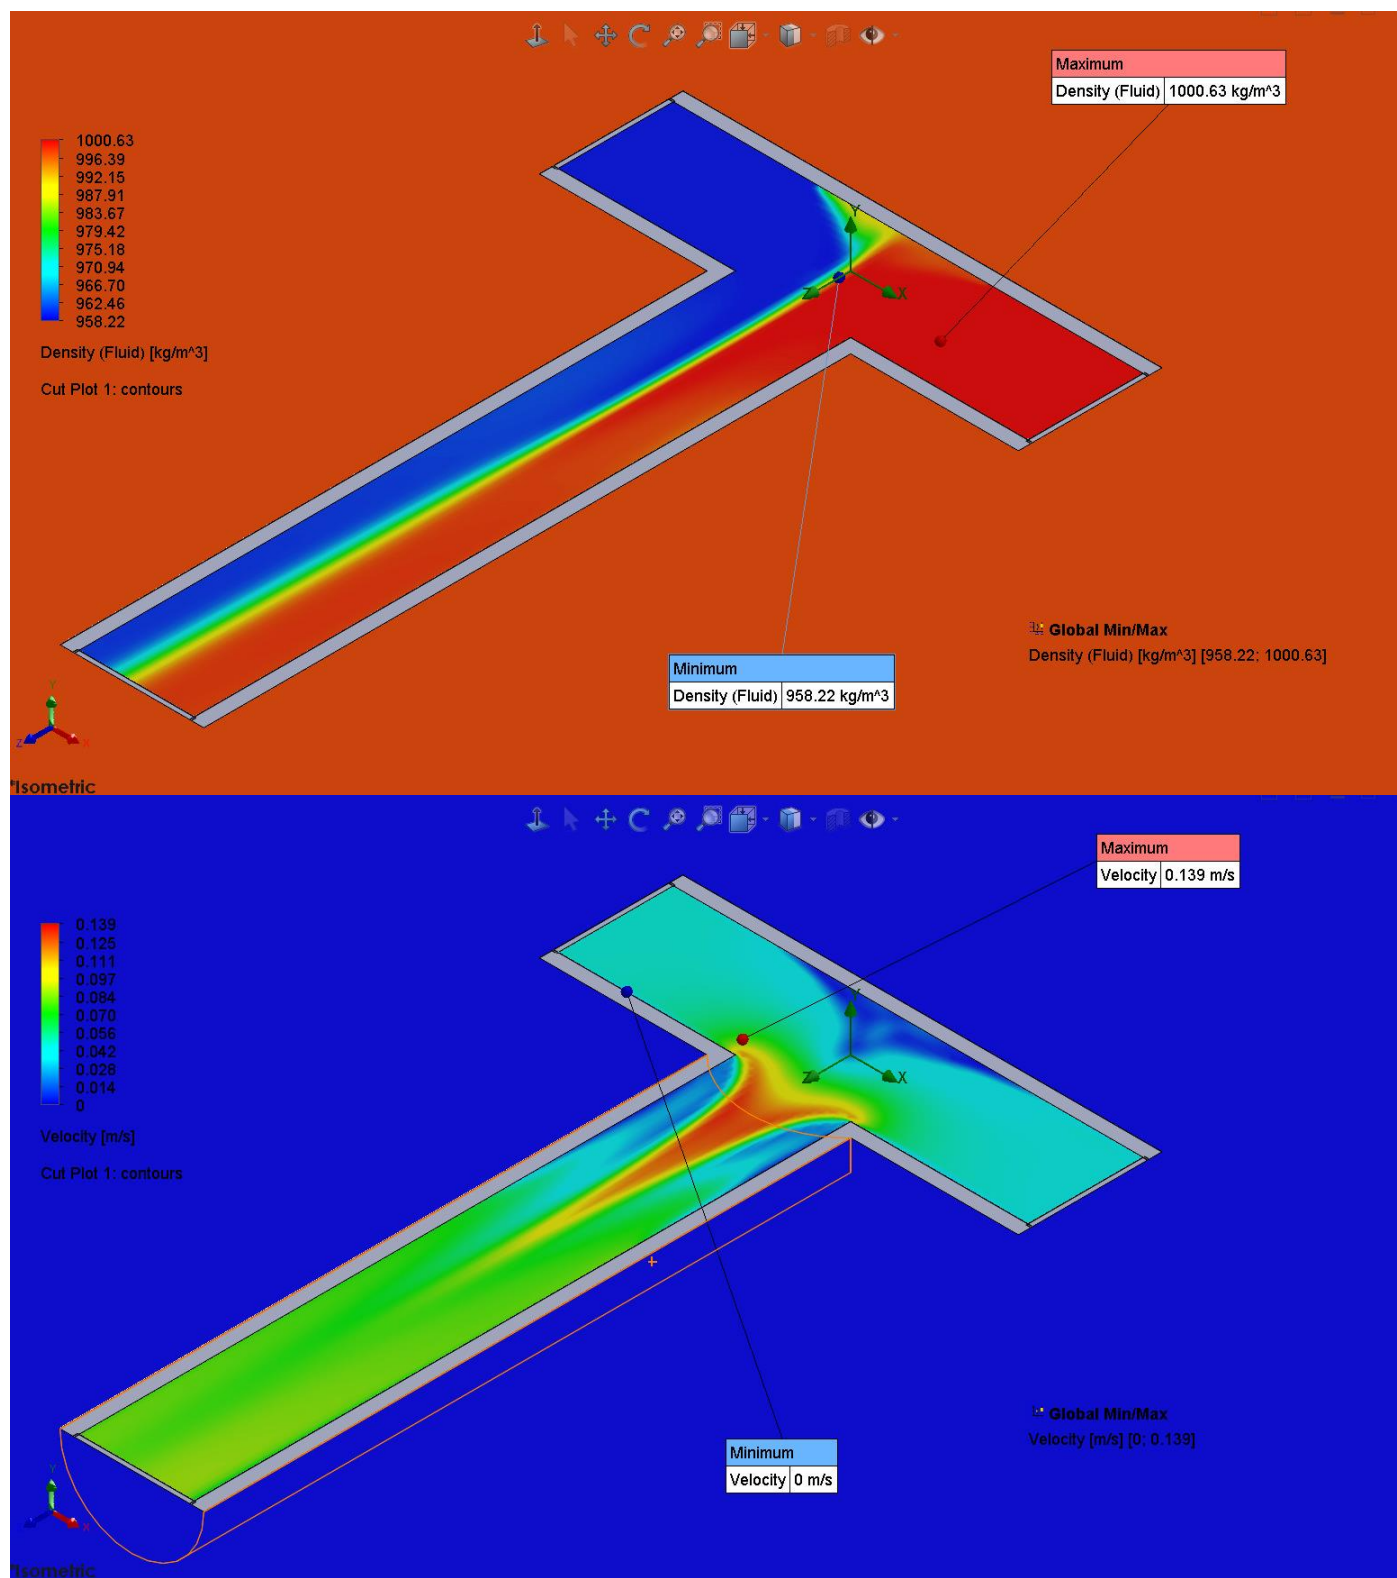 Maximum
Density (Fluid) 1000.63 kg/m^3
1000.63
996.39
992.15
987.91
983.67
979.42
975.18
970.94
966.70
962.46
958.22
Density (Fluid) [kg/m^3]
Cut Plot 1: contours
Y
Z X
Global Min/Max
Density (Fluid) [kg/m^3] [958.22; 1000.63]
Minimum
Density (Fluid) 958.22 kg/m^3
Y
Z X
*Isometric
Maximum
Velocity 0.139 m/s
0.139
0.125
0.111
0.097
0.084
0.070
0.056
0.042
0.028
0.014
0
Velocity [m/s]
Cut Plot 1: contours
Y
Z X
Global Min/Max
Velocity [m/s] [0; 0.139]
Minimum
Velocity 0 m/s
Y
X
*Isometric